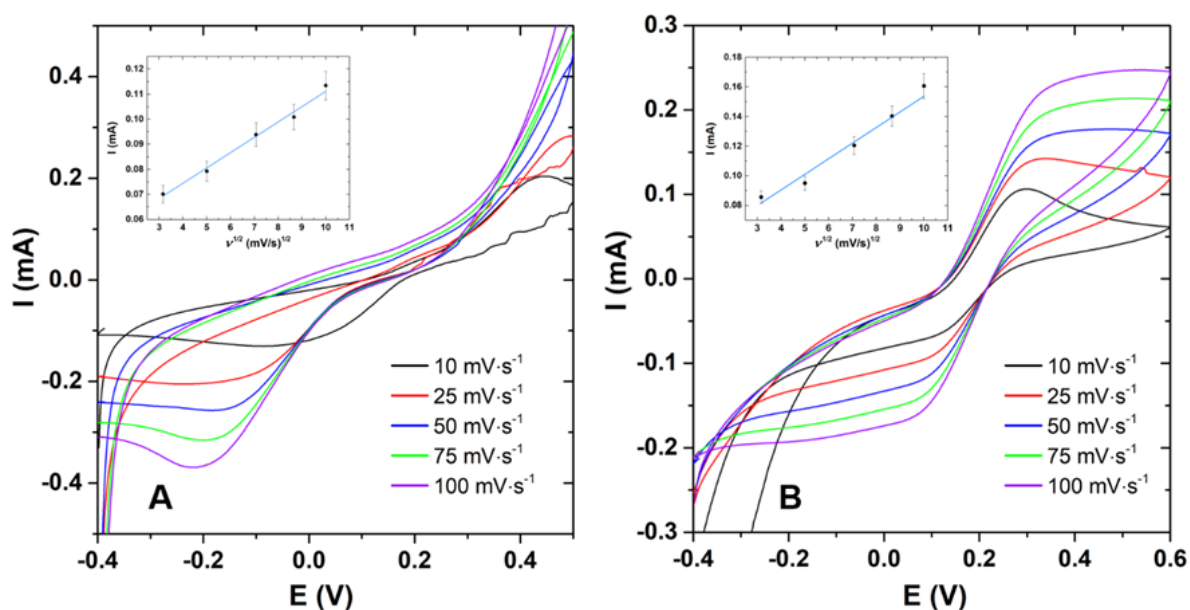 0.4
0.2
0.0
-0.2
-0.4
I (mA)
-0.4 -0.2 0.0 0.2 0.4
E (V)
0.12
0.11
0.10
0.09
0.08
0.07
0.06
I (mA)
3 4 5 6 7 8 9 10 11
ν1/2 (mV/s)1/2
10 mV·s-1
25 mV·s-1
50 mV·s-1
75 mV·s-1
100 mV·s-1
A
0.3
0.2
0.1
0.0
-0.1
-0.2
-0.3
I (mA)
-0.4 -0.2 0.0 0.2 0.4 0.6
E (V)
0.18
0.16
0.14
0.12
0.10
0.08
I (mA)
3 4 5 6 7 8 9 10 11
ν1/2 (mV/s)1/2
10 mV·s-1
25 mV·s-1
50 mV·s-1
75 mV·s-1
100 mV·s-1
B